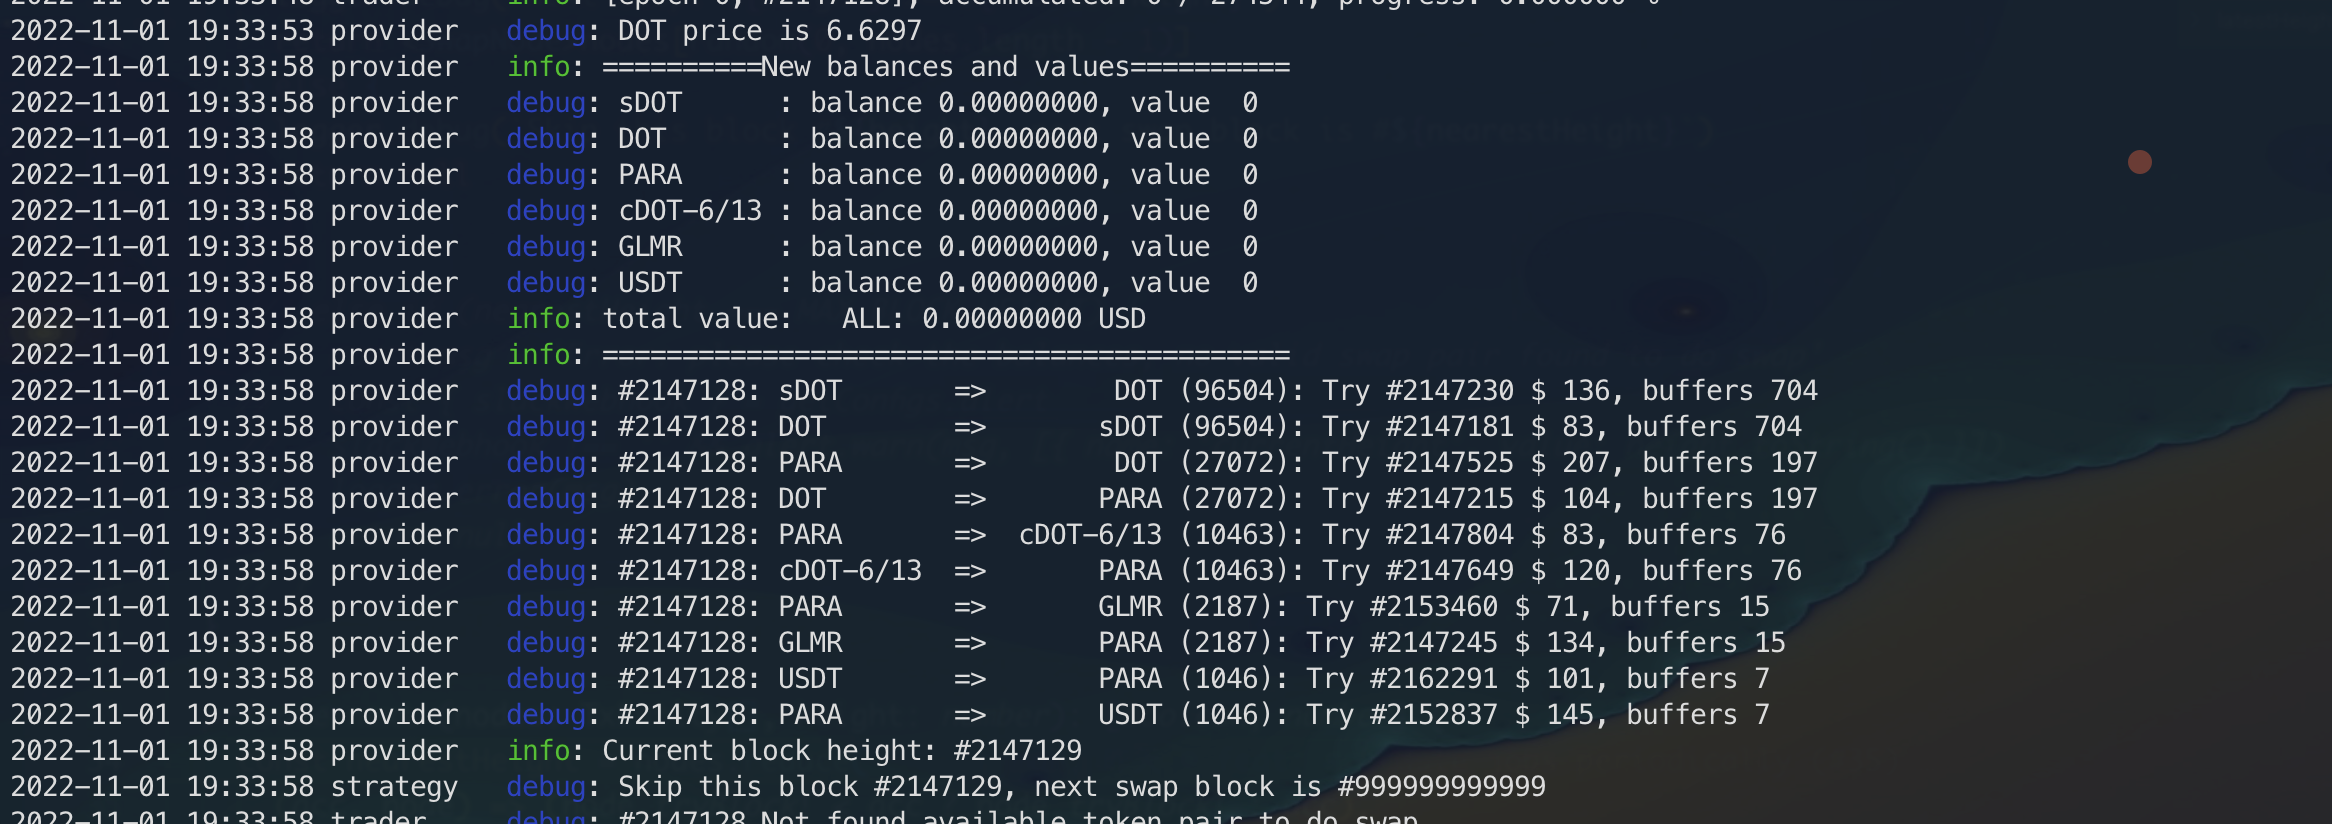 2022-11-01 19:33:48 trader info: [epoch 0, #2147128], accumulated: 0 / 274544, progress: 0.000000 %
2022-11-01 19:33:53 provider debug: DOT price is 6.6297
2022-11-01 19:33:58 provider info: ==========New balances and values==========
2022-11-01 19:33:58 provider debug: sDOT : balance 0.00000000, value 0
2022-11-01 19:33:58 provider debug: DOT : balance 0.00000000, value 0
2022-11-01 19:33:58 provider debug: PARA : balance 0.00000000, value 0
2022-11-01 19:33:58 provider debug: cDOT-6/13 : balance 0.00000000, value 0
2022-11-01 19:33:58 provider debug: GLMR : balance 0.00000000, value 0
2022-11-01 19:33:58 provider debug: USDT : balance 0.00000000, value 0
2022-11-01 19:33:58 provider info: total value: ALL: 0.00000000 USD
2022-11-01 19:33:58 provider info: ===========================================
2022-11-01 19:33:58 provider debug: #2147128: sDOT => DOT (96504): Try #2147230 $ 136, buffers 704
2022-11-01 19:33:58 provider debug: #2147128: DOT => sDOT (96504): Try #2147181 $ 83, buffers 704
2022-11-01 19:33:58 provider debug: #2147128: PARA => DOT (27072): Try #2147525 $ 207, buffers 197
2022-11-01 19:33:58 provider debug: #2147128: DOT => PARA (27072): Try #2147215 $ 104, buffers 197
2022-11-01 19:33:58 provider debug: #2147128: PARA => cDOT-6/13 (10463): Try #2147804 $ 83, buffers 76
2022-11-01 19:33:58 provider debug: #2147128: cDOT-6/13 => PARA (10463): Try #2147649 $ 120, buffers 76
2022-11-01 19:33:58 provider debug: #2147128: PARA => GLMR (2187): Try #2153460 $ 71, buffers 15
2022-11-01 19:33:58 provider debug: #2147128: GLMR => PARA (2187): Try #2147245 $ 134, buffers 15
2022-11-01 19:33:58 provider debug: #2147128: USDT => PARA (1046): Try #2162291 $ 101, buffers 7
2022-11-01 19:33:58 provider debug: #2147128: PARA => USDT (1046): Try #2152837 $ 145, buffers 7
2022-11-01 19:33:58 provider info: Current block height: #2147129
2022-11-01 19:33:58 strategy debug: Skip this block #2147129, next swap block is #999999999999
2022-11-01 19:33:58 trader debug: #2147128 Not found available token pair to do swap